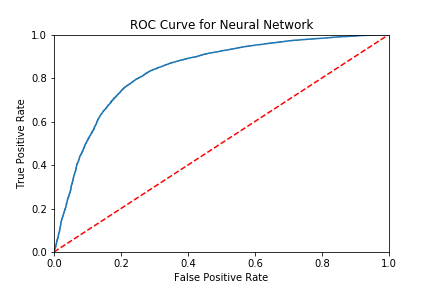 ROC Curve for Neural Network
1.0
0.8
0.6
0.4
0.2
0.0
True Positive Rate
0.0 0.2 0.4 0.6 0.8 1.0
False Positive Rate